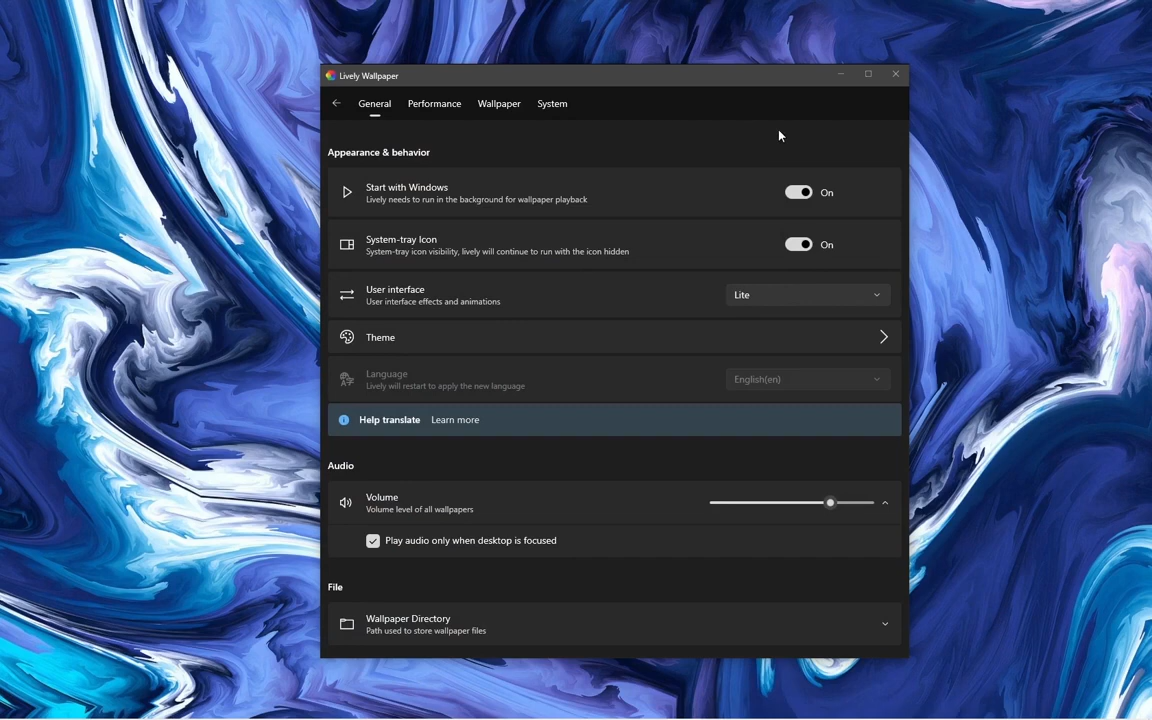 Lively Wallpaper
General Performance Wallpaper System
Appearance & behavior
Start with Windows
Lively needs to run in the background for wallpaper playback
On
System-tray Icon
System-tray icon visibility, lively will continue to run with the icon hidden
On
User interface
User interface effects and animations
Lite
Theme
Language
Lively will restart to apply the new language
English(en)
Help translate Learn more
Audio
Volume
Volume level of all wallpapers
Play audio only when desktop is focused
File
Wallpaper Directory
Path used to store wallpaper files